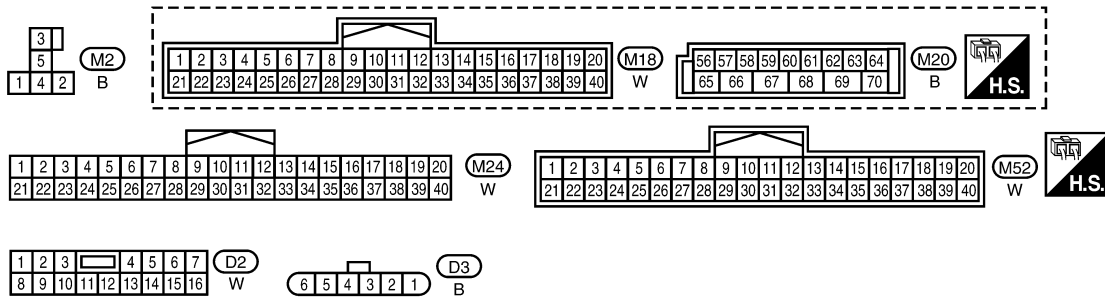 3
5
1 4 2
M2
B
1 2 3 4 5 6 7 8 9 10 11 12 13 14 15 16 17 18 19 20
21 22 23 24 25 26 27 28 29 30 31 32 33 34 35 36 37 38 39 40
M18
W
56 57 58 59 60 61 62 63 64
65 66 67 68 69 70
M20
B
H.S.
1 2 3 4 5 6 7 8 9 10 11 12 13 14 15 16 17 18 19 20
21 22 23 24 25 26 27 28 29 30 31 32 33 34 35 36 37 38 39 40
M24
W
1 2 3 4 5 6 7 8 9 10 11 12 13 14 15 16 17 18 19 20
21 22 23 24 25 26 27 28 29 30 31 32 33 34 35 36 37 38 39 40
M52
W
H.S.
1 2 3 4 5 6 7
8 9 10 11 12 13 14 15 16
D2
W
6 5 4 3 2 1
D3
B